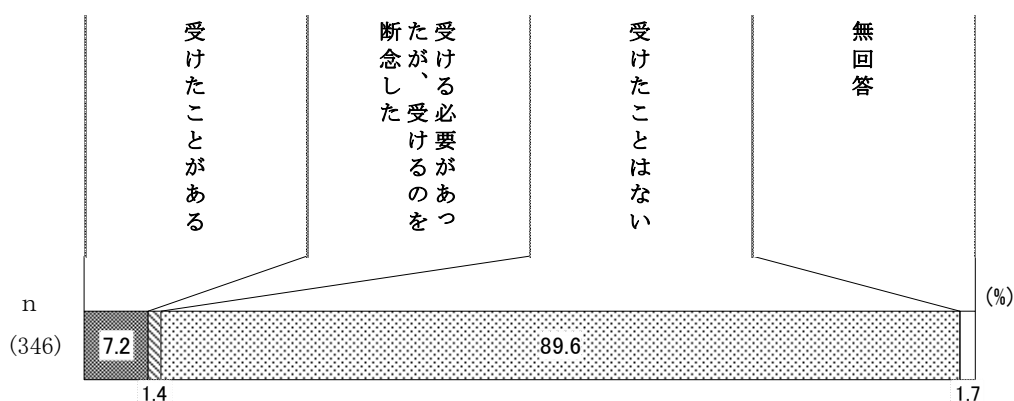 受けたことがある
受ける必要があっ
たが、受けるのを
断念した
受けたことはない
無回答
(%)
n
(346)
7.2
89.6
1.4
1.7